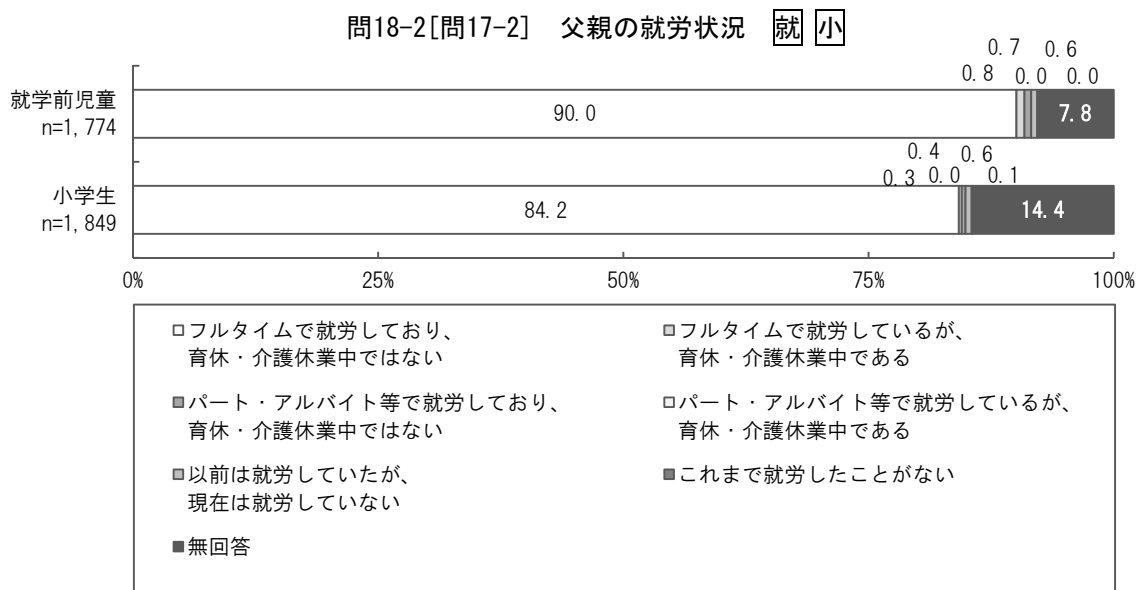 問18-2[問17-2] 父親の就労状況 就 小
0.7 0.6
0.8 0.0 0.0
就学前児童
n=1,774
90.0 7.8
0.4 0.6
0.3 0.0 0.1
小学生
n=1,849
84.2 14.4
0% 25% 50% 75% 100%
フルタイムで就労しており、
育休・介護休業中ではない
フルタイムで就労しているが、
育休・介護休業中である
パート・アルバイト等で就労しており、
育休・介護休業中ではない
パート・アルバイト等で就労しているが、
育休・介護休業中である
以前は就労していたが、
現在は就労していない
これまで就労したことがない
無回答